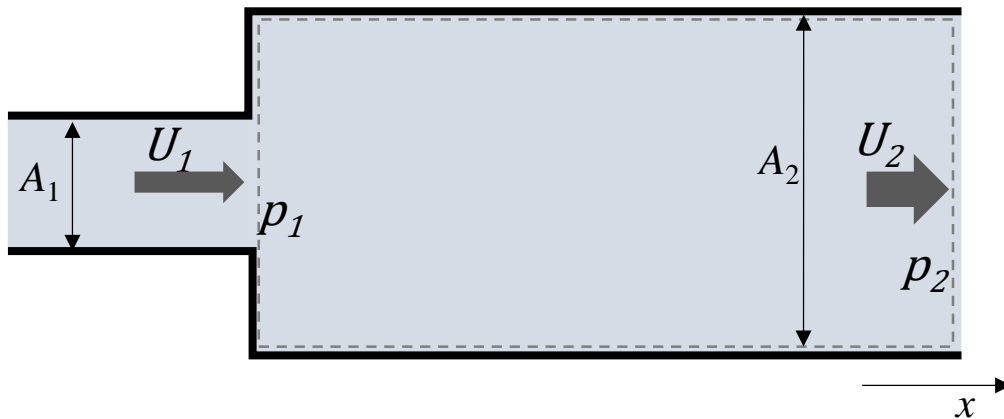 U₁
A₁
p₁
A₂
U₂
p₂
x